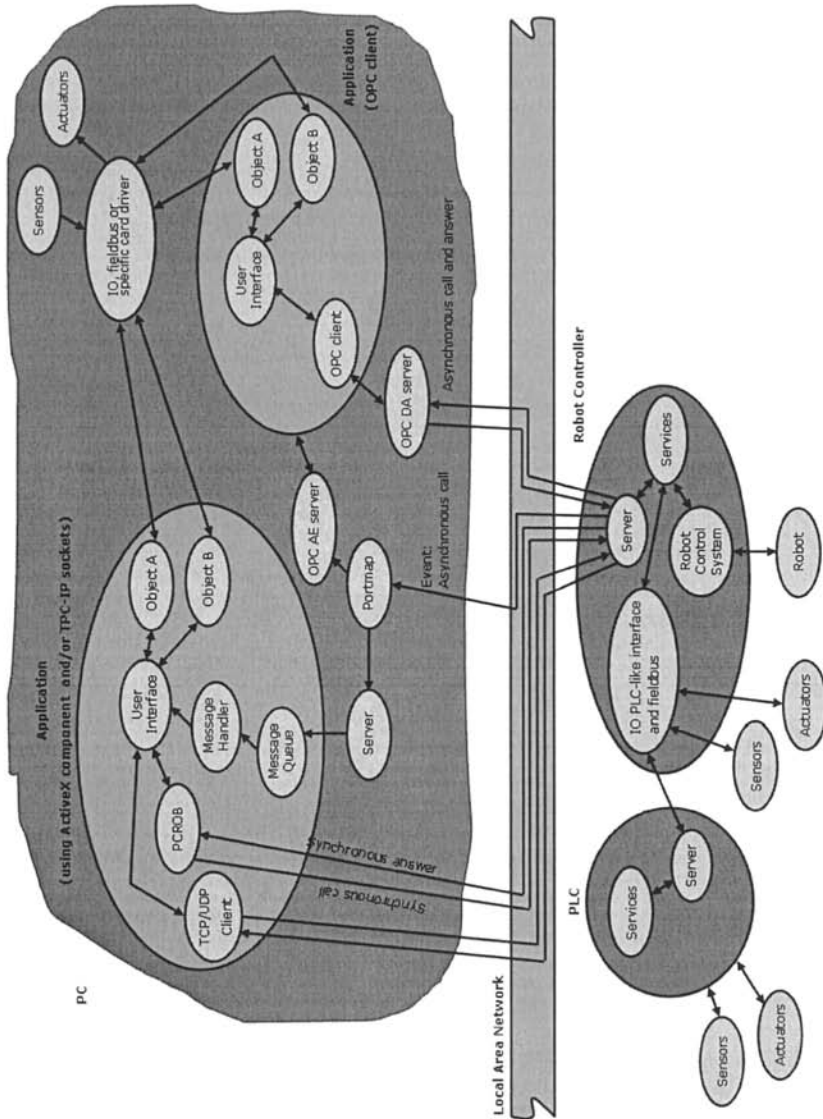 PC
Application
(using ActiveX component and/or TPC-IP sockets)
Sensors
Actuators
IO, fieldbus or
specific card driver
Object A
Object B
User
Interface
TCP/UDP
Client
PCROB
Message
Handler
Message
Queue
Server
Portmap
OPC AE server
Application
(OPC client)
Object A
Object B
User
Interface
OPC client
OPC DA server
Synchronous call
Synchronous answer
Event:
Asynchronous call
Asynchronous call and answer
Local Area Network
PLC
Services
Server
Sensors
Actuators
Robot Controller
Server
Services
IO PLC-like interface
and fieldbus
Robot
Control
System
Sensors
Actuators
Robot